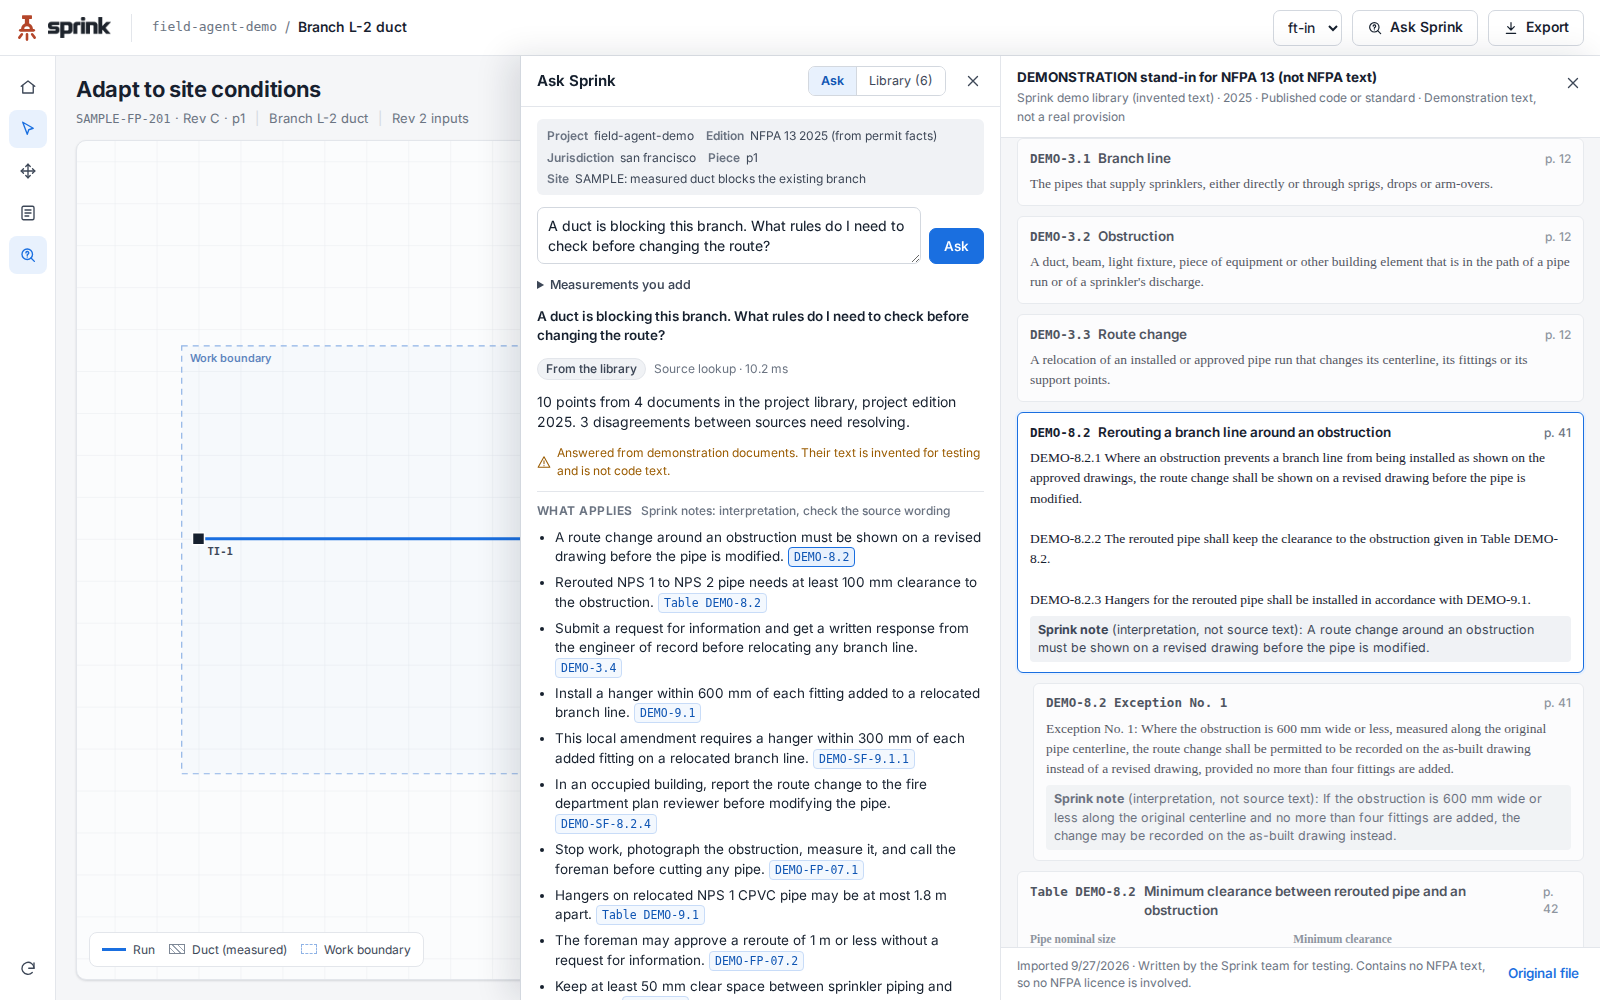 sprink
field-agent-demo / Branch L-2 duct
ft-in
Ask Sprink
Export
Adapt to site conditions
SAMPLE-FP-201 · Rev C · p1 | Branch L-2 duct | Rev 2 inputs
Work boundary
TI-1
Run
Duct (measured)
Work boundary
Ask Sprink
Ask
Library (6)
Project field-agent-demo Edition NFPA 13 2025 (from permit facts)
Jurisdiction san francisco Piece p1
Site SAMPLE: measured duct blocks the existing branch
A duct is blocking this branch. What rules do I need to
check before changing the route?
Ask
Measurements you add
A duct is blocking this branch. What rules do I need to check before
changing the route?
From the library Source lookup · 10.2 ms
10 points from 4 documents in the project library, project edition
2025. 3 disagreements between sources need resolving.
Answered from demonstration documents. Their text is invented for testing
and is not code text.
WHAT APPLIES Sprink notes: interpretation, check the source wording
• A route change around an obstruction must be shown on a revised
drawing before the pipe is modified. DEMO-8.2
• Rerouted NPS 1 to NPS 2 pipe needs at least 100 mm clearance to
the obstruction. Table DEMO-8.2
• Submit a request for information and get a written response from
the engineer of record before relocating any branch line.
DEMO-3.4
• Install a hanger within 600 mm of each fitting added to a relocated
branch line. DEMO-9.1
• This local amendment requires a hanger within 300 mm of each
added fitting on a relocated branch line. DEMO-SF-9.1.1
• In an occupied building, report the route change to the fire
department plan reviewer before modifying the pipe.
DEMO-SF-8.2.4
• Stop work, photograph the obstruction, measure it, and call the
foreman before cutting any pipe. DEMO-FP-07.1
• Hangers on relocated NPS 1 CPVC pipe may be at most 1.8 m
apart. Table DEMO-9.1
• The foreman may approve a reroute of 1 m or less without a
request for information. DEMO-FP-07.2
• Keep at least 50 mm clear space between sprinkler piping and
DEMONSTRATION stand-in for NFPA 13 (not NFPA text)
Sprink demo library (invented text) · 2025 · Published code or standard · Demonstration text,
not a real provision
DEMO-3.1 Branch line p. 12
The pipes that supply sprinklers, either directly or through sprigs, drops or arm-overs.
DEMO-3.2 Obstruction p. 12
A duct, beam, light fixture, piece of equipment or other building element that is in the path of a pipe
run or of a sprinkler's discharge.
DEMO-3.3 Route change p. 12
A relocation of an installed or approved pipe run that changes its centerline, its fittings or its
support points.
DEMO-8.2 Rerouting a branch line around an obstruction p. 41
DEMO-8.2.1 Where an obstruction prevents a branch line from being installed as shown on the
approved drawings, the route change shall be shown on a revised drawing before the pipe is
modified.
DEMO-8.2.2 The rerouted pipe shall keep the clearance to the obstruction given in Table DEMO-
8.2.
DEMO-8.2.3 Hangers for the rerouted pipe shall be installed in accordance with DEMO-9.1.
Sprink note (interpretation, not source text): A route change around an obstruction
must be shown on a revised drawing before the pipe is modified.
DEMO-8.2 Exception No. 1 p. 41
Exception No. 1: Where the obstruction is 600 mm wide or less, measured along the original
pipe centerline, the route change shall be permitted to be recorded on the as-built drawing
instead of a revised drawing, provided no more than four fittings are added.
Sprink note (interpretation, not source text): If the obstruction is 600 mm wide or
less along the original centerline and no more than four fittings are added, the
change may be recorded on the as-built drawing instead.
Table DEMO-8.2 Minimum clearance between rerouted pipe and an p.
obstruction 42
Pipe nominal size Minimum clearance
Imported 9/27/2026 · Written by the Sprink team for testing. Contains no NFPA text,
so no NFPA licence is involved.
Original file